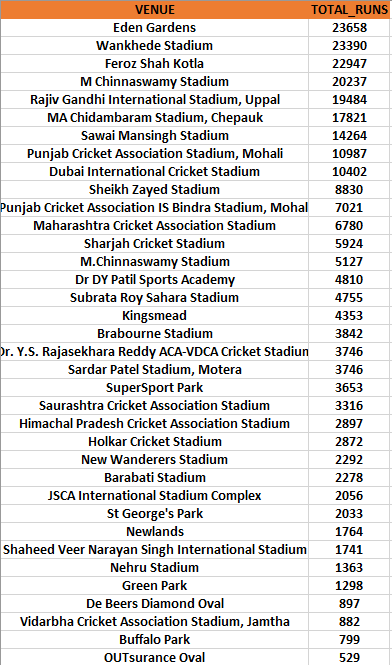 VENUE TOTAL_RUNS
Eden Gardens 23658
Wankhede Stadium 23390
Feroz Shah Kotla 22947
M Chinnaswamy Stadium 20237
Rajiv Gandhi International Stadium, Uppal 19484
MA Chidambaram Stadium, Chepauk 17821
Sawai Mansingh Stadium 14264
Punjab Cricket Association Stadium, Mohali 10987
Dubai International Cricket Stadium 10402
Sheikh Zayed Stadium 8830
Punjab Cricket Association IS Bindra Stadium, Mohal 7021
Maharashtra Cricket Association Stadium 6780
Sharjah Cricket Stadium 5924
M.Chinnaswamy Stadium 5127
Dr DY Patil Sports Academy 4810
Subrata Roy Sahara Stadium 4755
Kingsmead 4353
Brabourne Stadium 3842
Dr. Y.S. Rajasekhara Reddy ACA-VDCA Cricket Stadium 3746
Sardar Patel Stadium, Motera 3746
SuperSport Park 3653
Saurashtra Cricket Association Stadium 3316
Himachal Pradesh Cricket Association Stadium 2897
Holkar Cricket Stadium 2872
New Wanderers Stadium 2292
Barabati Stadium 2278
JSCA International Stadium Complex 2056
St George's Park 2033
Newlands 1764
Shaheed Veer Narayan Singh International Stadium 1741
Nehru Stadium 1363
Green Park 1298
De Beers Diamond Oval 897
Vidarbha Cricket Association Stadium, Jamtha 882
Buffalo Park 799
OUTsurance Oval 529